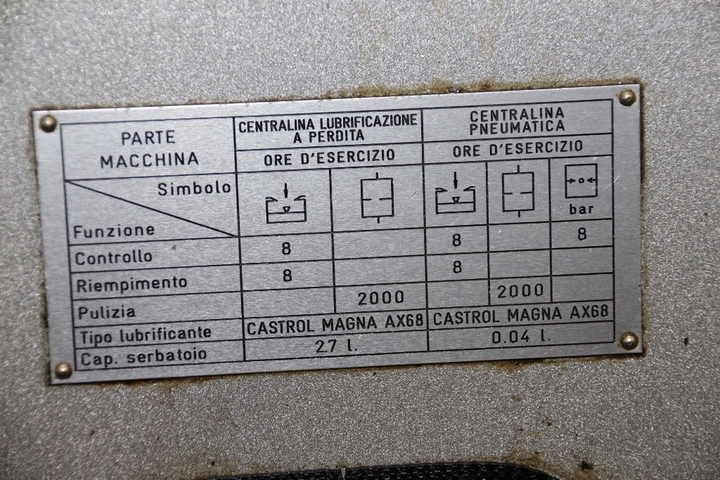 PARTE MACCHINA
CENTRALINA LUBRIFICAZIONE A PERDITA
CENTRALINA PNEUMATICA
ORE D'ESERCIZIO
ORE D'ESERCIZIO
Simbolo
Funzione
bar
Controllo 8 8 8
Riempimento 8 8
Pulizia 2000 2000
Tipo lubrificante CASTROL MAGNA AX68 CASTROL MAGNA AX68
Cap. serbatoio 2.7 l. 0.04 l.